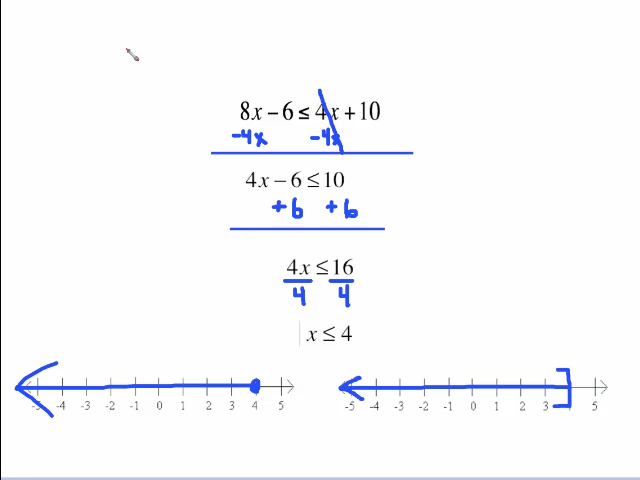 8x − 6 ≤ 4x + 10
−4x −4x
4x − 6 ≤ 10
+6 +6
4x ≤ 16
4 4
x ≤ 4
-5 -4 -3 -2 -1 0 1 2 3 4 5
-5 -4 -3 -2 -1 0 1 2 3 5